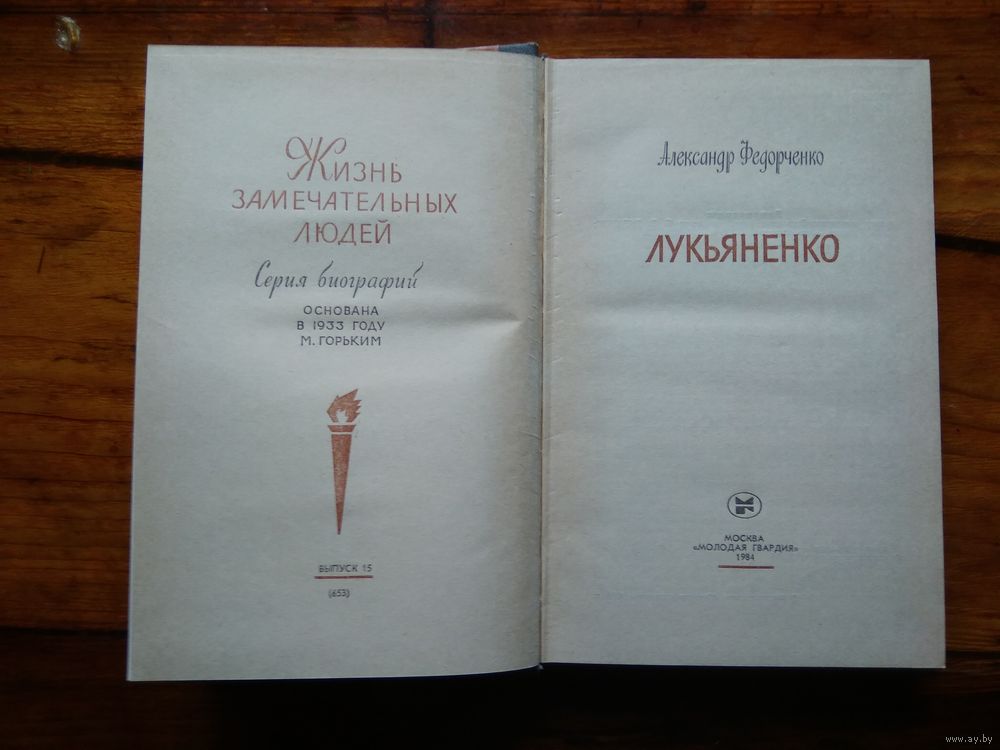 Жизнь
ЗАМЕЧАТЕЛЬНЫХ
ЛЮДЕЙ
Серия биографий
ОСНОВАНА
В 1933 ГОДУ
М. ГОРЬКИМ
ВЫПУСК 15
(653)
Александр Федорченко
ЛУКЬЯНЕНКО
МОСКВА
«МОЛОДАЯ ГВАРДИЯ»
1984
www.ay.by